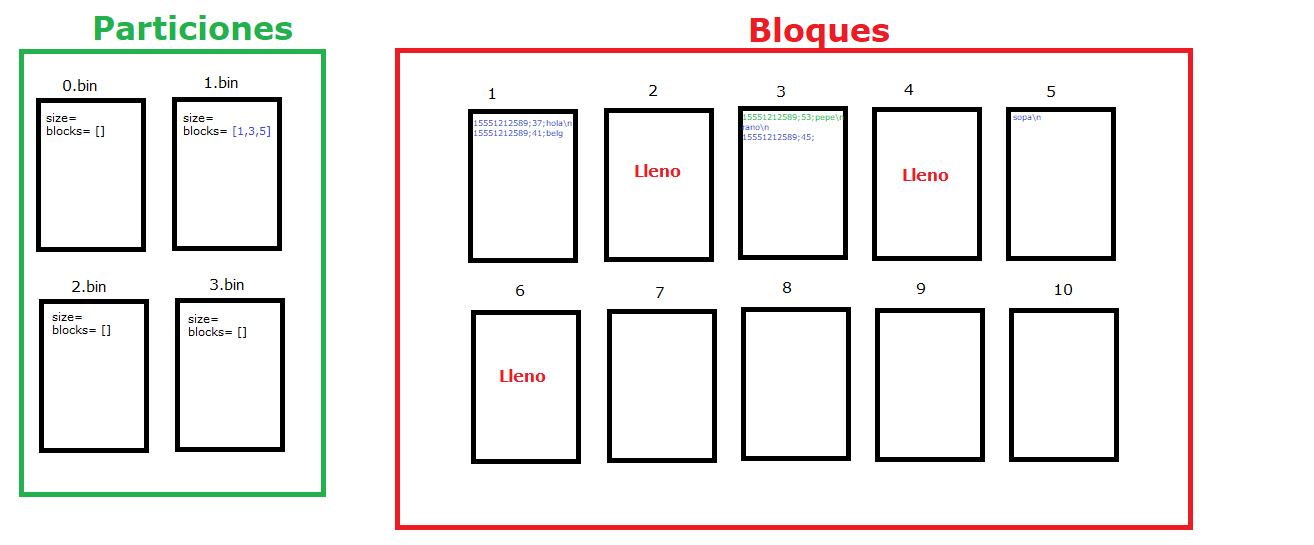 Particiones
0.bin
size=
blocks= []
1.bin
size=
blocks= [1,3,5]
2.bin
size=
blocks= []
3.bin
size=
blocks= []
Bloques
1
15551212589;37;hola\n
15551212589;41;belg
2
Lleno
3
15551212589;53;pepe\n
rano\n
15551212589;45;
4
Lleno
5
sopa\n
6
Lleno
7
8
9
10